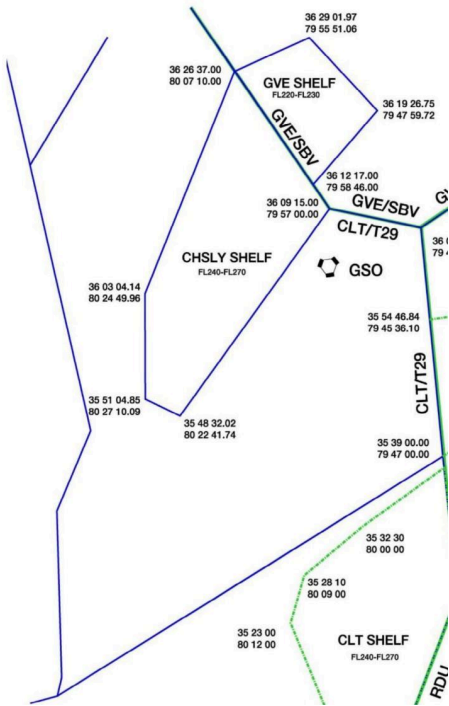 36 29 01.97
79 55 51.06
36 26 37.00
80 07 10.00
GVE SHELF
FL220-FL230
36 19 26.75
79 47 59.72
GVE/SBV
36 12 17.00
79 58 46.00
36 09 15.00
79 57 00.00
GVE/SBV
CLT/T29
CHSLY SHELF
FL240-FL270
GSO
36 03 04.14
80 24 49.96
35 54 46.84
79 45 36.10
CLT/T29
35 51 04.85
80 27 10.09
35 48 32.02
80 22 41.74
35 39 00.00
79 47 00.00
35 32 30
80 00 00
35 28 10
80 09 00
35 23 00
80 12 00
CLT SHELF
FL240-FL270
RDU